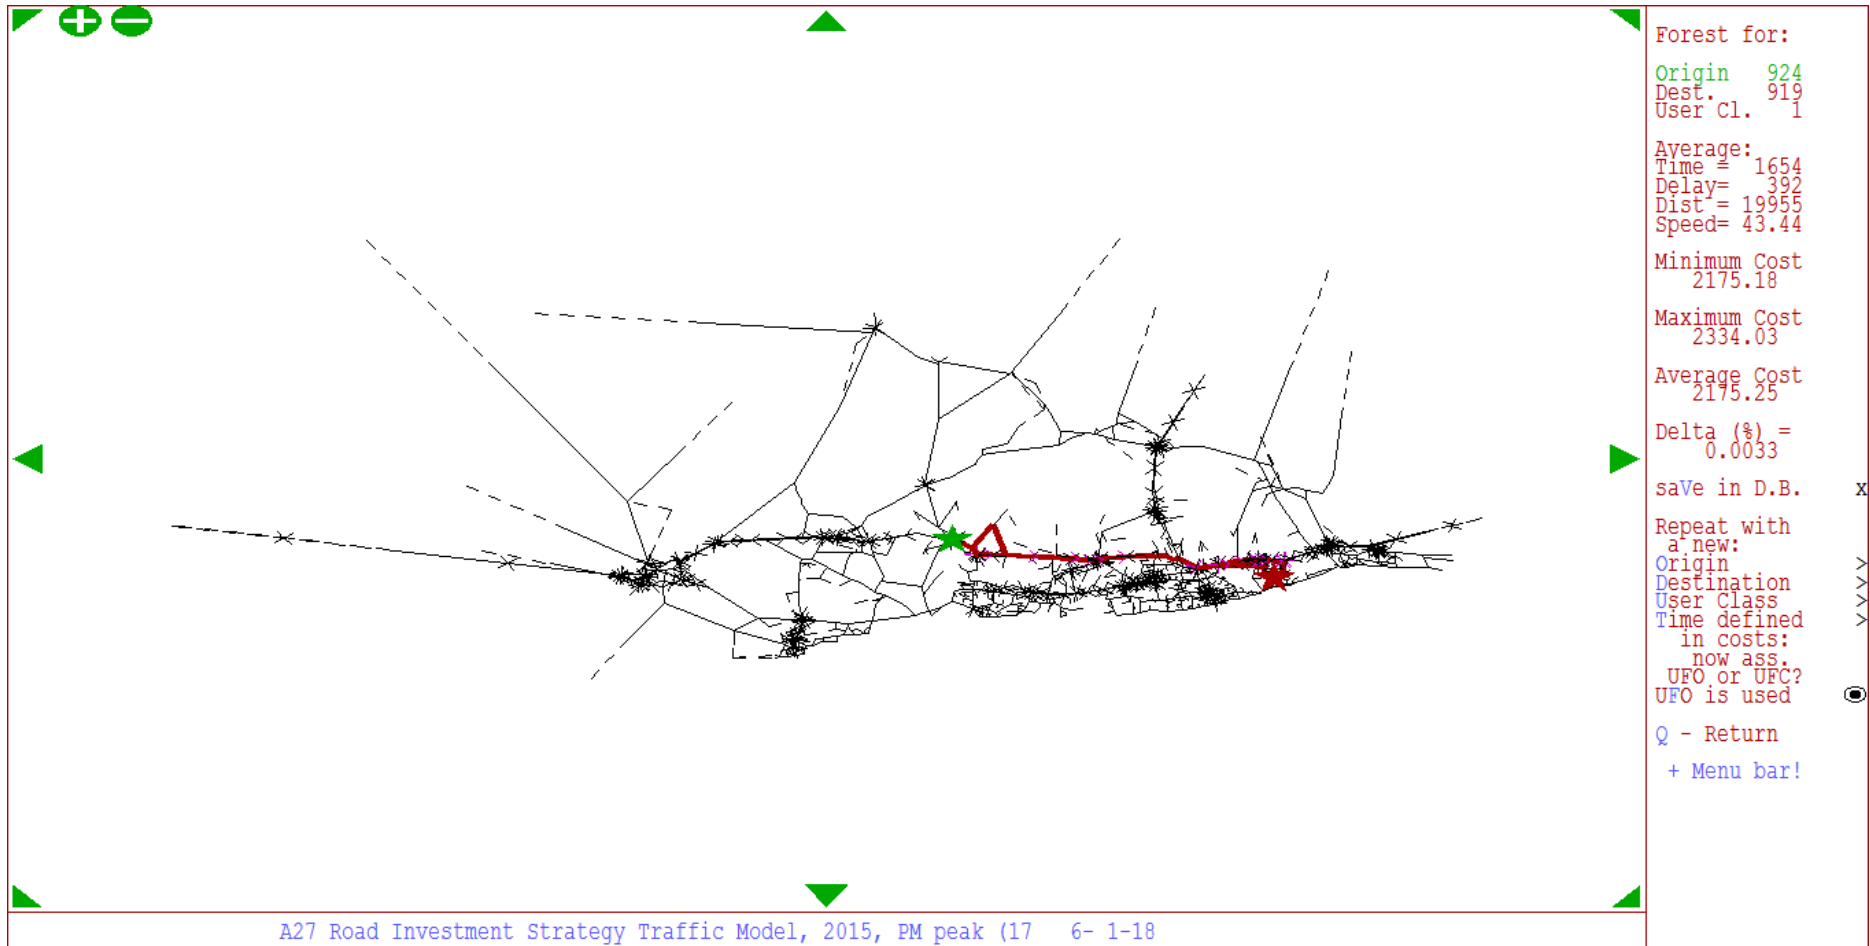 Forest for:
Origin 924
Dest. 919
User Cl. 1
Average:
Time = 1654
Delay= 392
Dist = 19955
Speed= 43.44
Minimum Cost
2175.18
Maximum Cost
2334.03
Average Cost
2175.25
Delta (%) =
0.0033
saVe in D.B. x
Repeat with
a new:
Origin >
Destination >
User Class >
Time defined >
in costs:
now ass.
UFO or UFC?
UFO is used
Q - Return
+ Menu bar!
A27 Road Investment Strategy Traffic Model, 2015, PM peak (17 6- 1-18